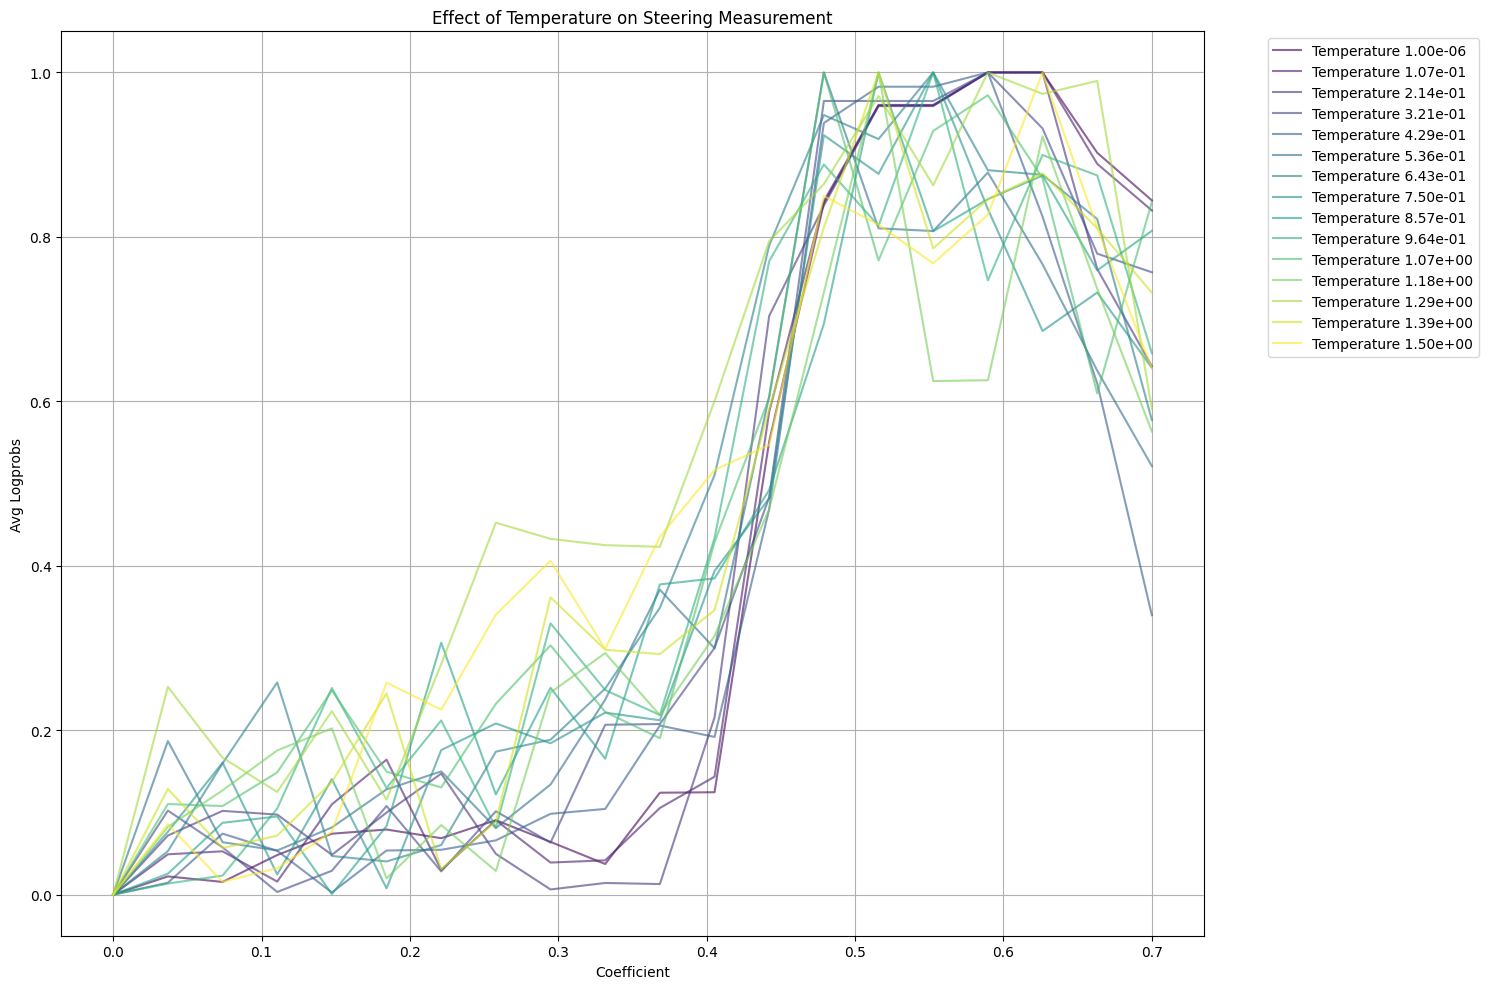 Effect of Temperature on Steering Measurement
Avg Logprobs
1.0
0.8
0.6
0.4
0.2
0.0
0.0 0.1 0.2 0.3 0.4 0.5 0.6 0.7
Coefficient
Temperature 1.00e-06
Temperature 1.07e-01
Temperature 2.14e-01
Temperature 3.21e-01
Temperature 4.29e-01
Temperature 5.36e-01
Temperature 6.43e-01
Temperature 7.50e-01
Temperature 8.57e-01
Temperature 9.64e-01
Temperature 1.07e+00
Temperature 1.18e+00
Temperature 1.29e+00
Temperature 1.39e+00
Temperature 1.50e+00